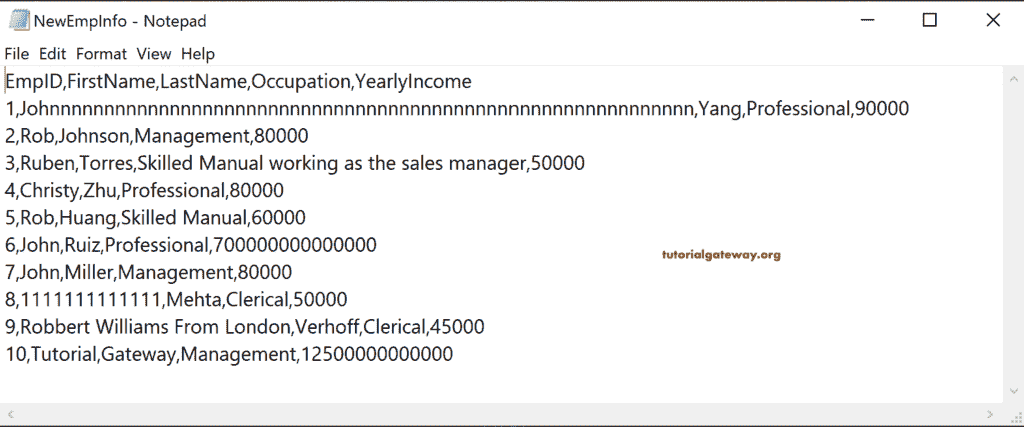 NewEmpInfo - Notepad
File Edit Format View Help
EmpID,FirstName,LastName,Occupation,YearlyIncome
1,Johnnnnnnnnnnnnnnnnnnnnnnnnnnnnnnnnnnnnnnnnnnnnnnnnnnnnnnnnnnn,Yang,Professional,90000
2,Rob,Johnson,Management,80000
3,Ruben,Torres,Skilled Manual working as the sales manager,50000
4,Christy,Zhu,Professional,80000
5,Rob,Huang,Skilled Manual,60000
6,John,Ruiz,Professional,700000000000000
tutorialgateway.org
7,John,Miller,Management,80000
8,1111111111111,Mehta,Clerical,50000
9,Robbert Williams From London,Verhoff,Clerical,45000
10,Tutorial,Gateway,Management,12500000000000